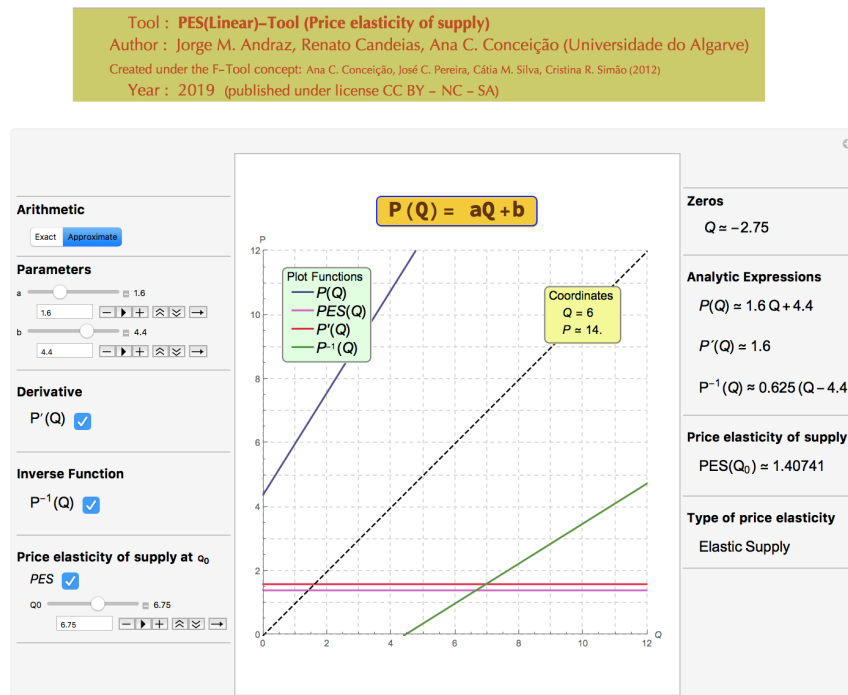 Tool : PES(Linear)–Tool (Price elasticity of supply)
Author : Jorge M. Andraz, Renato Candeias, Ana C. Conceição (Universidade do Algarve)
Created under the F–Tool concept: Ana C. Conceição, José C. Pereira, Cátia M. Silva, Cristina R. Simão (2012)
Year : 2019 (published under license CC BY – NC – SA)
Arithmetic
Exact Approximate
Parameters
a 1.6
1.6
b 4.4
4.4
Derivative
P′(Q)
Inverse Function
P⁻¹(Q)
Price elasticity of supply at Q₀
PES
Q0 6.75
6.75
P(Q) = aQ+b
P
12
10
8
6
4
2
0
0 2 4 6 8 10 12
Q
Plot Functions
P(Q)
PES(Q)
P'(Q)
P⁻¹(Q)
Coordinates
Q = 6
P ≃ 14.
Zeros
Q ≃ −2.75
Analytic Expressions
P(Q) ≃ 1.6 Q + 4.4
P′(Q) ≃ 1.6
P⁻¹(Q) ≈ 0.625 (Q − 4.4
Price elasticity of supply
PES(Q₀) ≃ 1.40741
Type of price elasticity
Elastic Supply